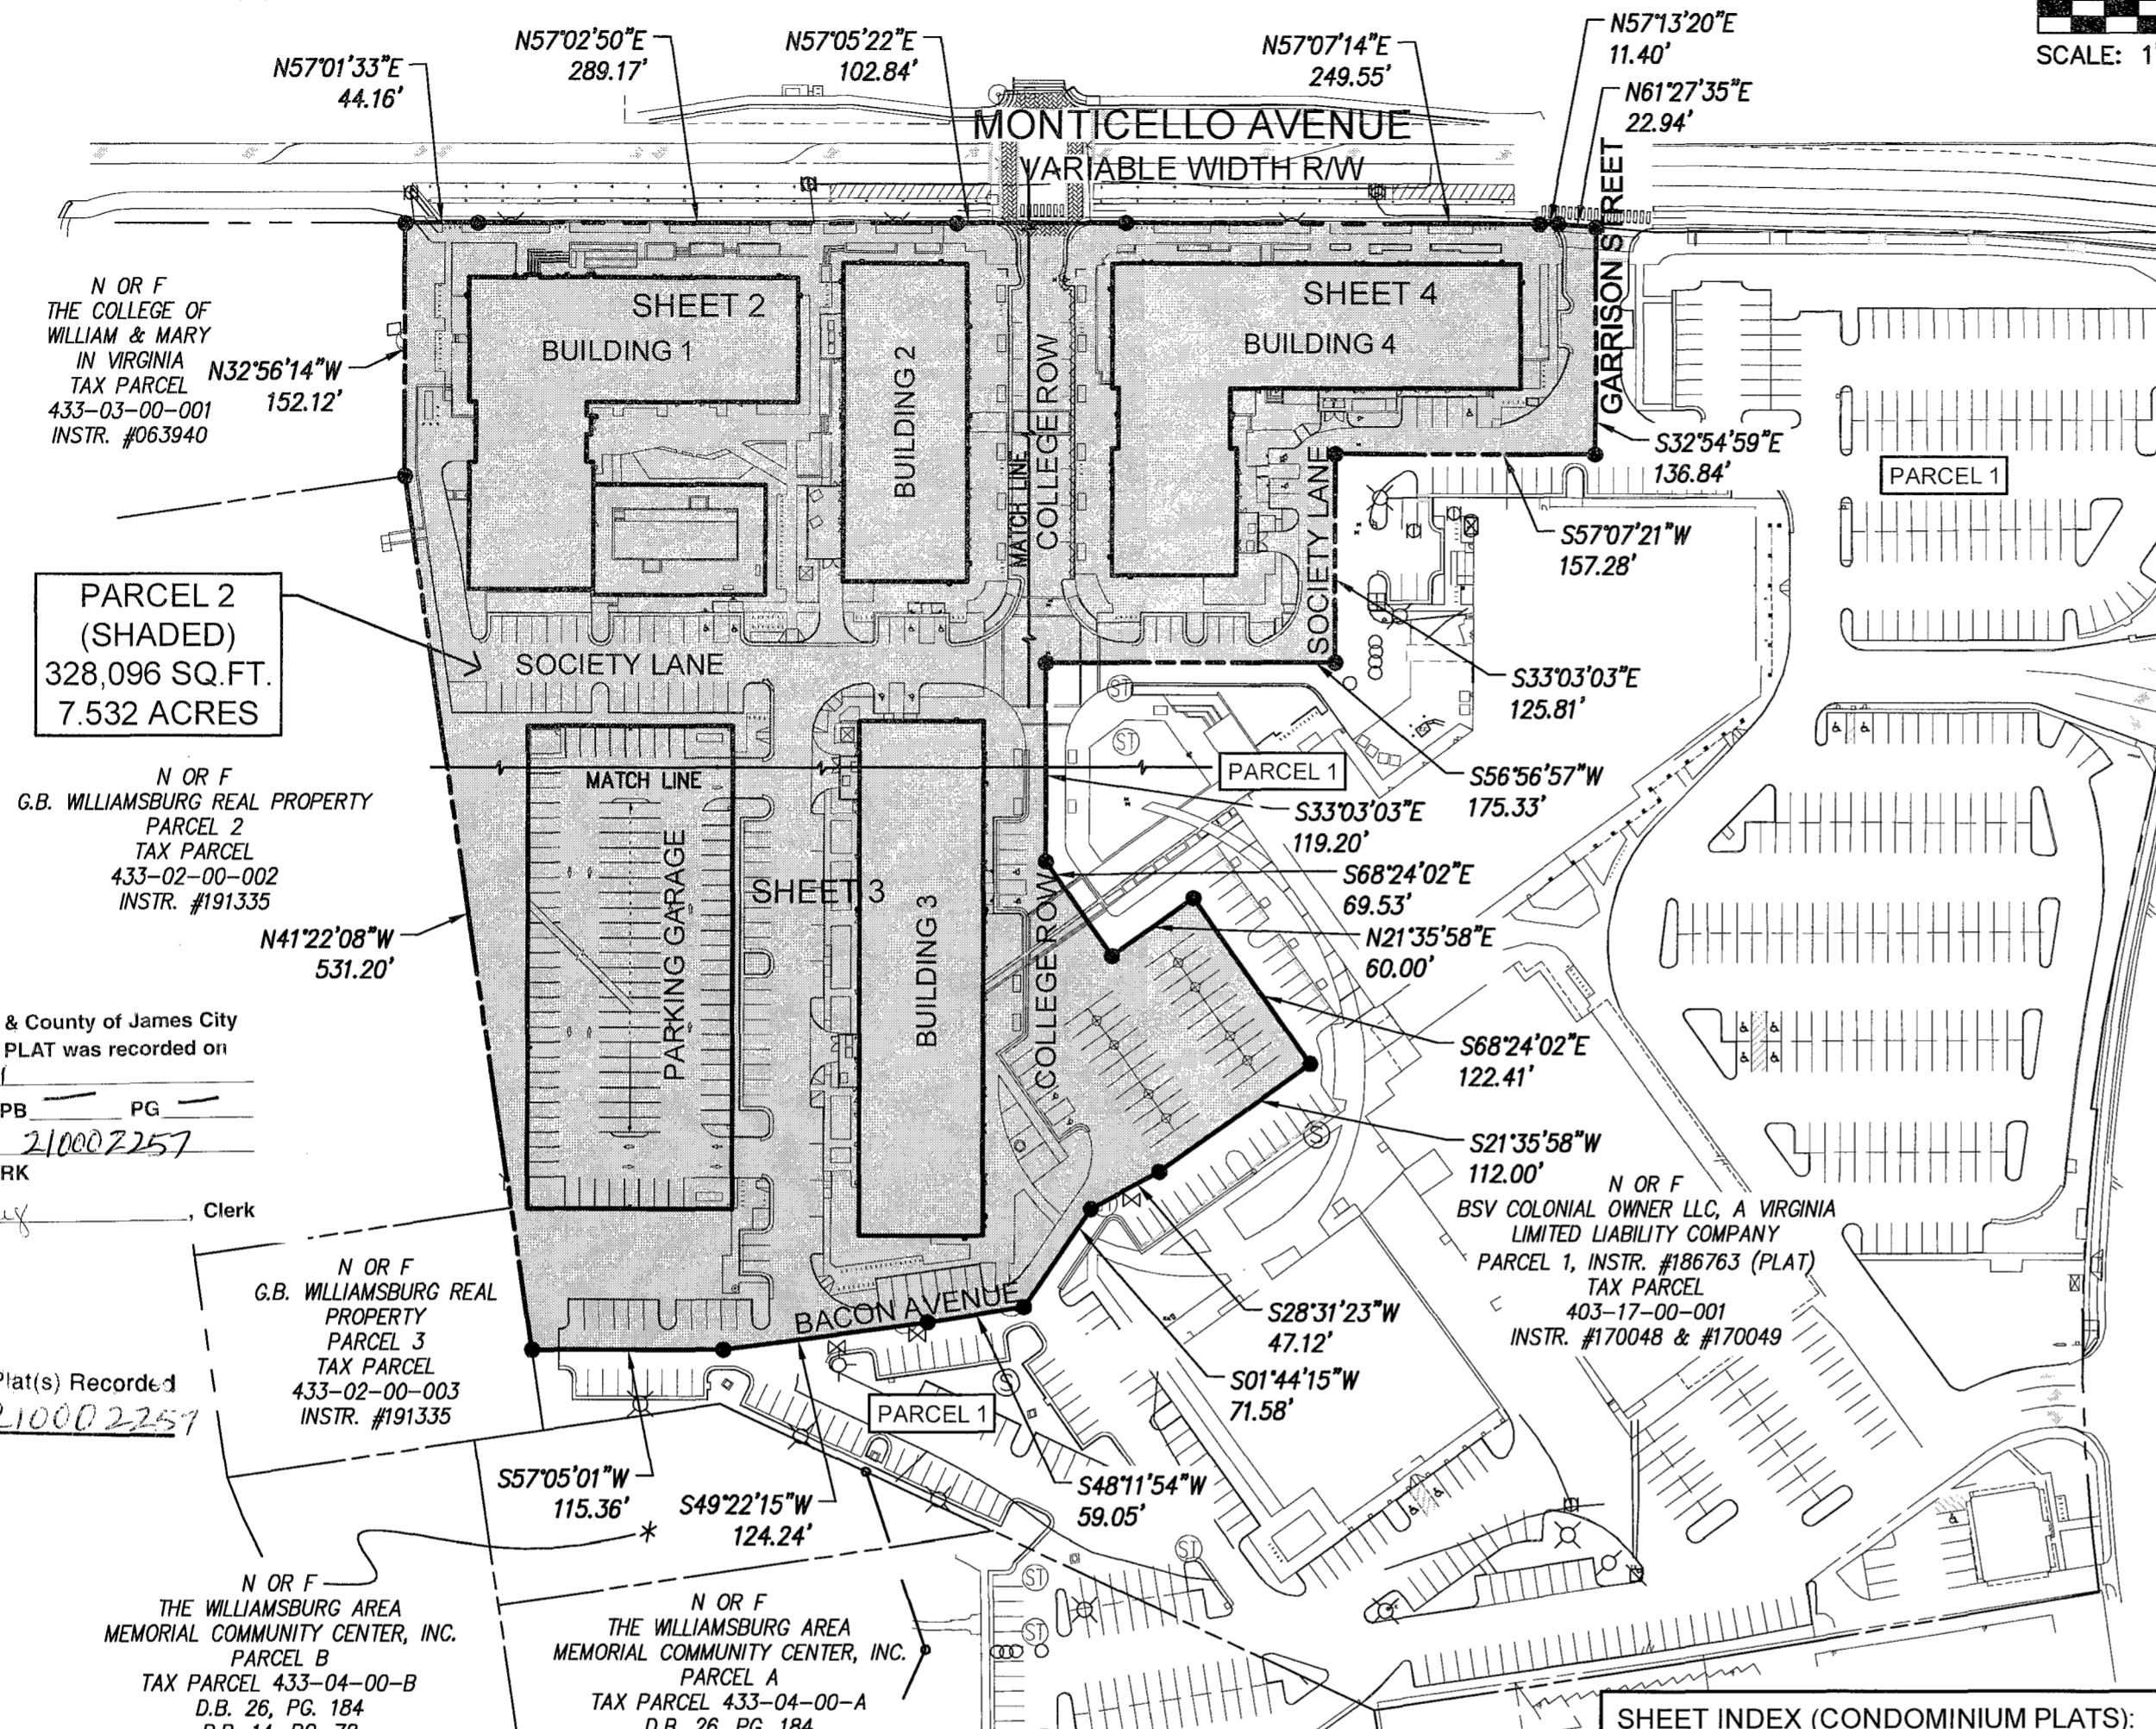 N57°01'33"E
44.16'
N57°02'50"E
289.17'
N57°05'22"E
102.84'
N57°07'14"E
249.55'
N57°13'20"E
11.40'
N61°27'35"E
22.94'
SCALE: 1
MONTICELLO AVENUE
VARIABLE WIDTH R/W
GARRISON STREET
N OR F
THE COLLEGE OF
WILLIAM & MARY
IN VIRGINIA
TAX PARCEL
433-03-00-001
INSTR. #063940
N32°56'14"W
152.12'
SHEET 2
BUILDING 1
BUILDING 2
MATCH LINE
COLLEGE ROW
SHEET 4
BUILDING 4
SOCIETY LANE
S32°54'59"E
136.84'
PARCEL 1
S57°07'21"W
157.28'
PARCEL 2
(SHADED)
328,096 SQ.FT.
7.532 ACRES
SOCIETY LANE
S33°03'03"E
125.81'
ST
ST
PARCEL 1
S56°56'57"W
175.33'
N OR F
G.B. WILLIAMSBURG REAL PROPERTY
PARCEL 2
TAX PARCEL
433-02-00-002
INSTR. #191335
MATCH LINE
S33°03'03"E
119.20'
S68°24'02"E
69.53'
N21°35'58"E
60.00'
N41°22'08"W
531.20'
PARKING GARAGE
SHEET 3
BUILDING 3
COLLEGE ROW
S68°24'02"E
122.41'
S21°35'58"W
112.00'
S
& County of James City
PLAT was recorded on
PB PG
210002257
RK
, Clerk
N OR F
BSV COLONIAL OWNER LLC, A VIRGINIA
LIMITED LIABILITY COMPANY
PARCEL 1, INSTR. #186763 (PLAT)
TAX PARCEL
403-17-00-001
INSTR. #170048 & #170049
N OR F
G.B. WILLIAMSBURG REAL
PROPERTY
PARCEL 3
TAX PARCEL
433-02-00-003
INSTR. #191335
BACON AVENUE
S28°31'23"W
47.12'
S01°44'15"W
71.58'
S
PARCEL 1
Plat(s) Recorded
210002257
S57°05'01"W
115.36'
S49°22'15"W
124.24'
S48°11'54"W
59.05'
*
ST
ST
ST
N OR F
THE WILLIAMSBURG AREA
MEMORIAL COMMUNITY CENTER, INC.
PARCEL B
TAX PARCEL 433-04-00-B
D.B. 26, PG. 184
N OR F
THE WILLIAMSBURG AREA
MEMORIAL COMMUNITY CENTER, INC.
PARCEL A
TAX PARCEL 433-04-00-A
D.B. 26, PG. 184
SHEET INDEX (CONDOMINIUM PLATS):